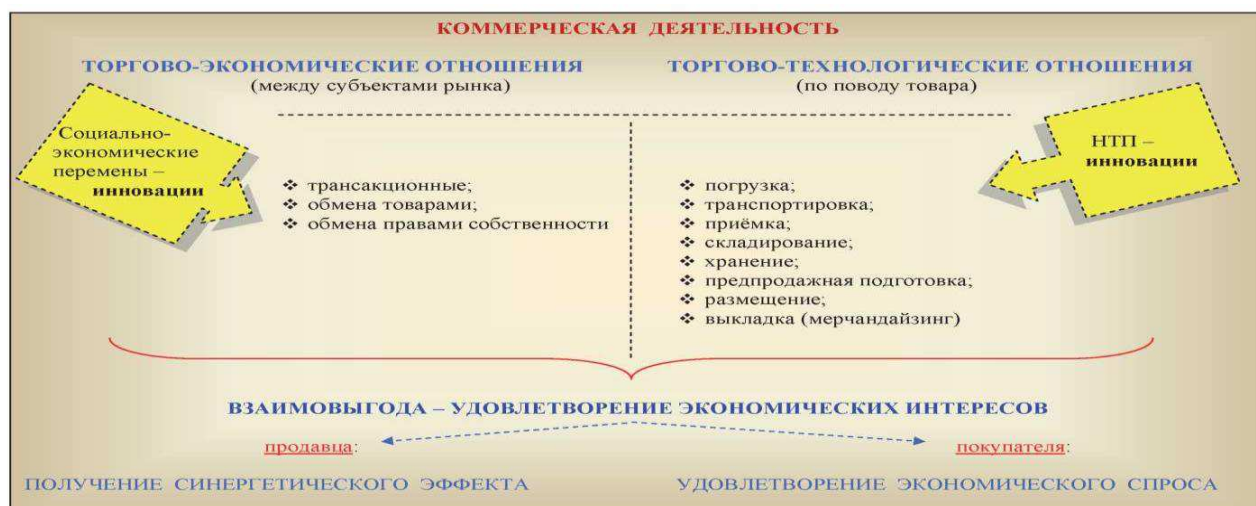 КОММЕРЧЕСКАЯ ДЕЯТЕЛЬНОСТЬ
ТОРГОВО-ЭКОНОМИЧЕСКИЕ ОТНОШЕНИЯ
(между субъектами рынка)
ТОРГОВО-ТЕХНОЛОГИЧЕСКИЕ ОТНОШЕНИЯ
(по поводу товара)
Социально-
экономические
перемены –
инновации
НТП –
инновации
❖ трансакционные;
❖ обмена товарами;
❖ обмена правами собственности
❖ погрузка;
❖ транспортировка;
❖ приёмка;
❖ складирование;
❖ хранение;
❖ предпродажная подготовка;
❖ размещение;
❖ выкладка (мерчандайзинг)
ВЗАИМОВЫГОДА – УДОВЛЕТВОРЕНИЕ ЭКОНОМИЧЕСКИХ ИНТЕРЕСОВ
продавца:
покупателя:
ПОЛУЧЕНИЕ СИНЕРГЕТИЧЕСКОГО ЭФФЕКТА
УДОВЛЕТВОРЕНИЕ ЭКОНОМИЧЕСКОГО СПРОСА